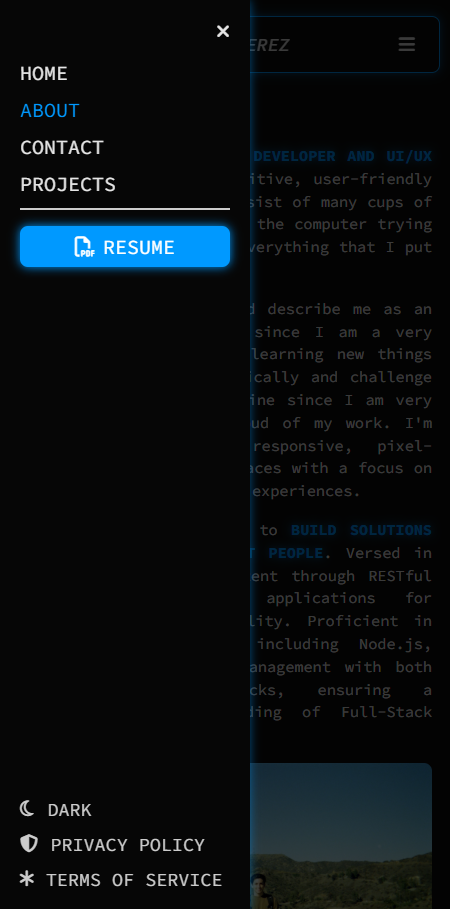 HOME
ABOUT
CONTACT
PROJECTS
PDF RESUME
DARK
PRIVACY POLICY
TERMS OF SERVICE
EREZ
DEVELOPER AND UI/UX
itive, user-friendly
sist of many cups of
the computer trying
verything that I put
d describe me as an
since I am a very
learning new things
ically and challenge
ine since I am very
ud of my work. I'm
responsive, pixel-
aces with a focus on
experiences.
to BUILD SOLUTIONS
T PEOPLE. Versed in
ent through RESTful
applications for
lity. Proficient in
including Node.js,
anagement with both
cks, ensuring a
ding of Full-Stack